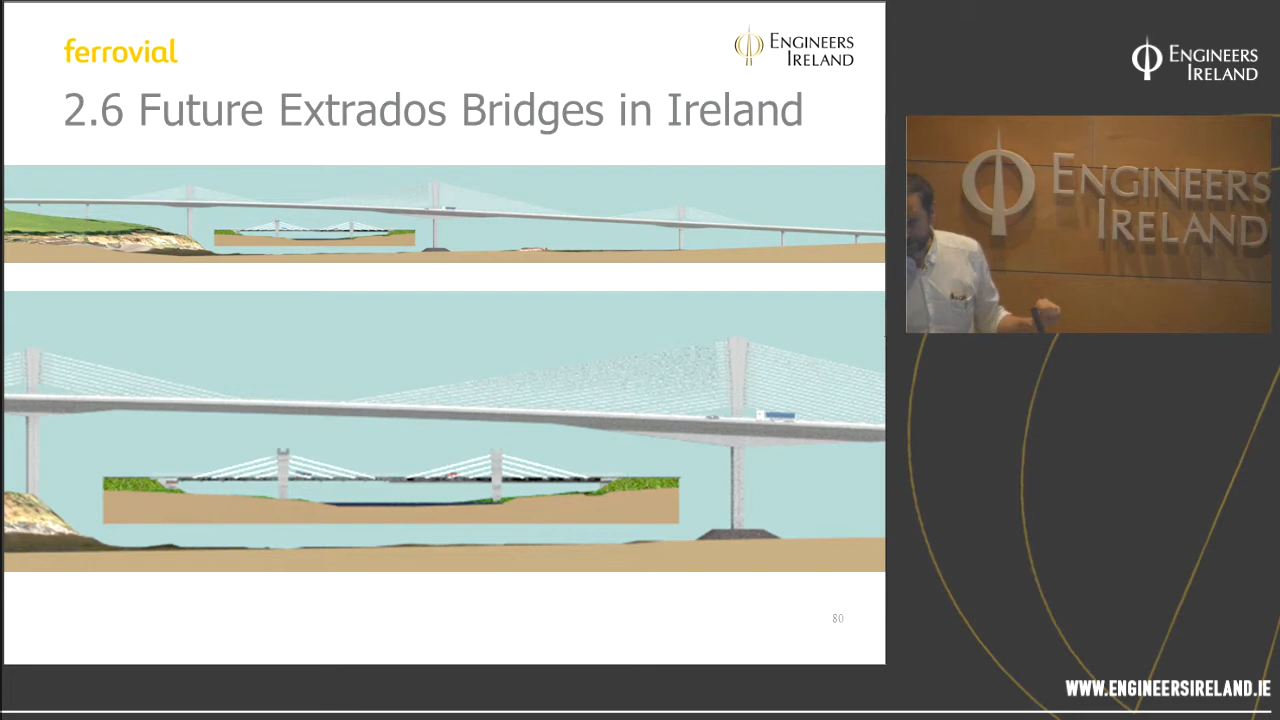 ferrovial
ENGINEERS
IRELAND
2.6 Future Extrados Bridges in Ireland
80
ENGINEERS
IRELAND
ENGINEERS
IRELAND
WWW.ENGINEERSIRELAND.IE